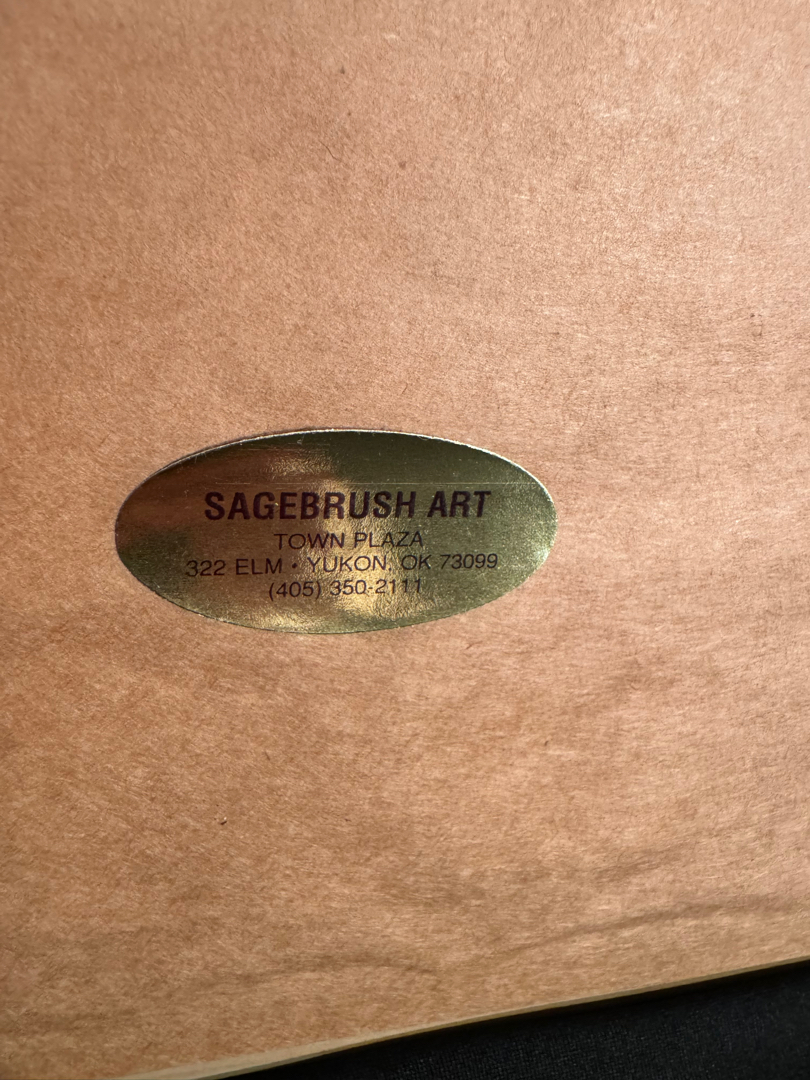 SAGEBRUSH ART
TOWN PLAZA
322 ELM • YUKON, OK 73099
(405) 350-2111